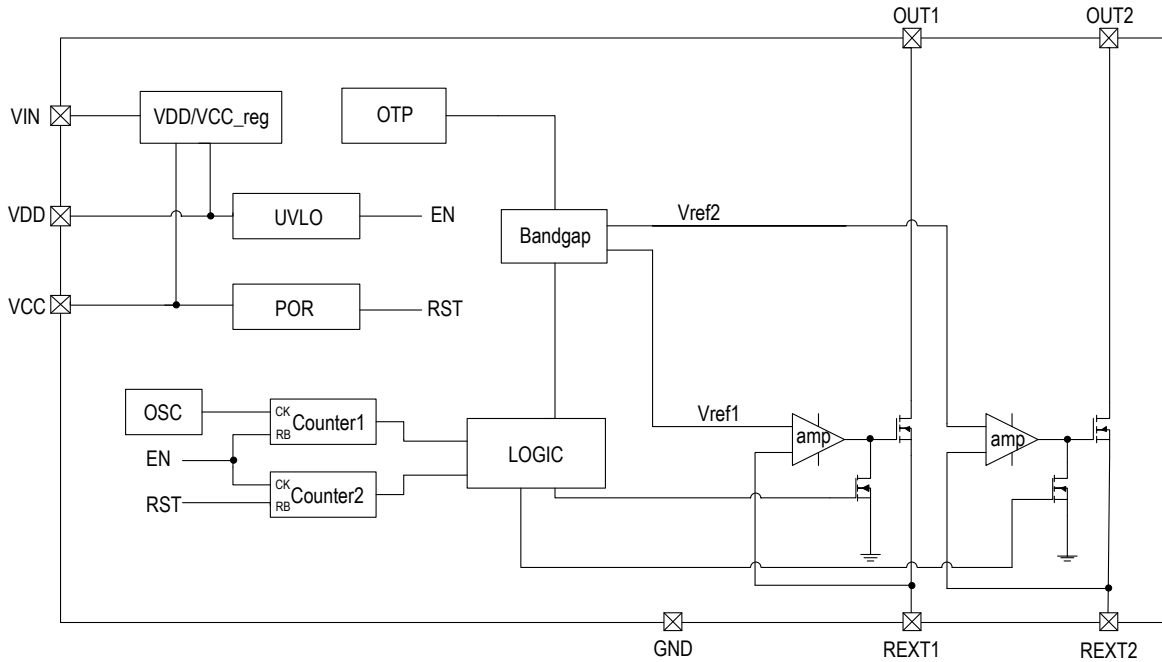 OUT1
OUT2
VIN
VDD/VCC_reg
OTP
VDD
UVLO
EN
Bandgap
Vref2
VCC
POR
RST
OSC
CK
RB
Counter1
EN
CK
RB
Counter2
RST
LOGIC
Vref1
amp
amp
GND
REXT1
REXT2